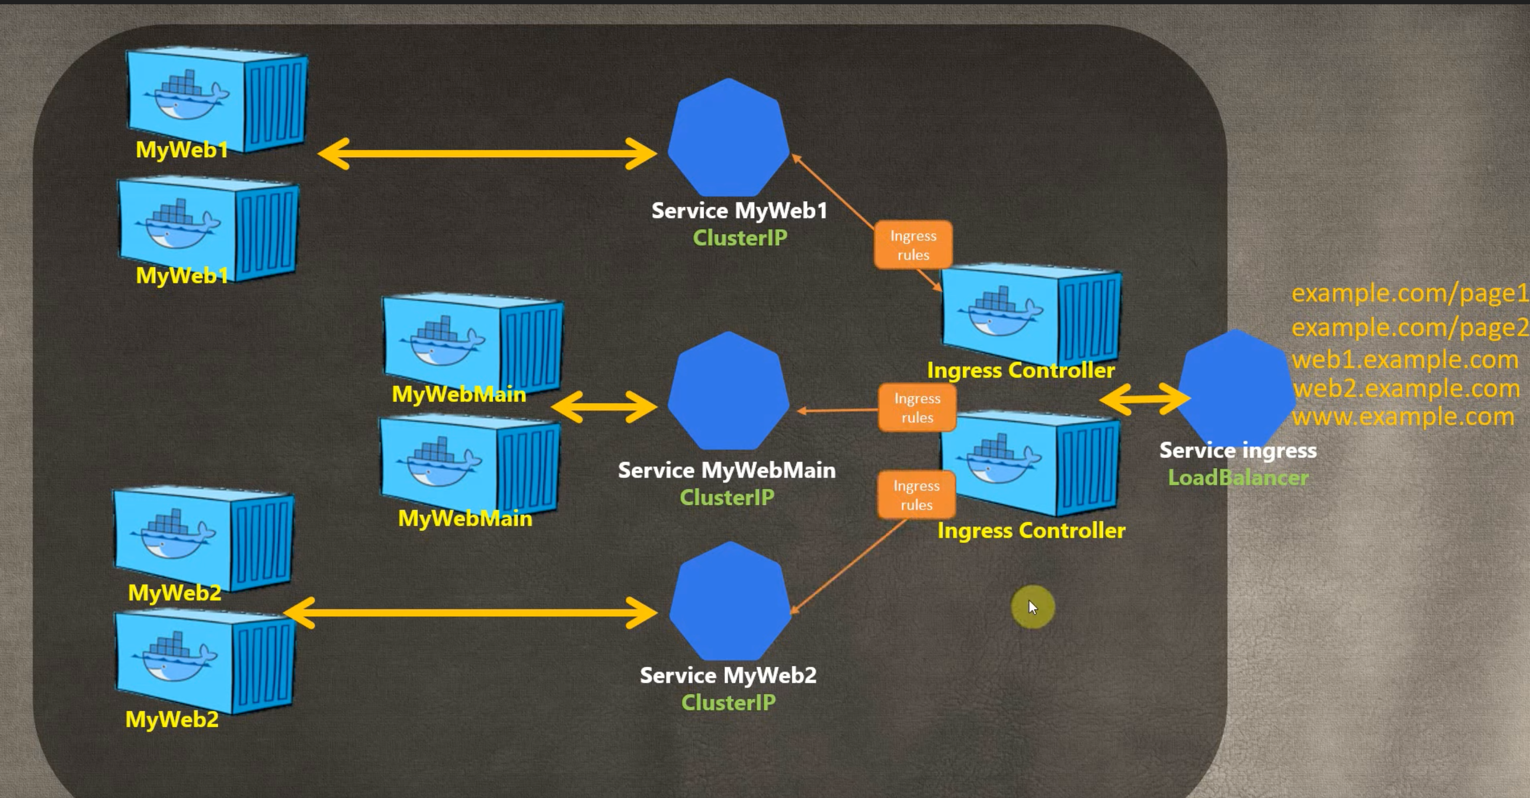 MyWeb1
MyWeb1
Service MyWeb1
ClusterIP
Ingress
rules
MyWebMain
MyWebMain
Service MyWebMain
ClusterIP
Ingress
rules
Ingress Controller
Ingress Controller
Ingress
rules
example.com/page1
example.com/page2
web1.example.com
web2.example.com
www.example.com
Service ingress
LoadBalancer
MyWeb2
MyWeb2
Service MyWeb2
ClusterIP